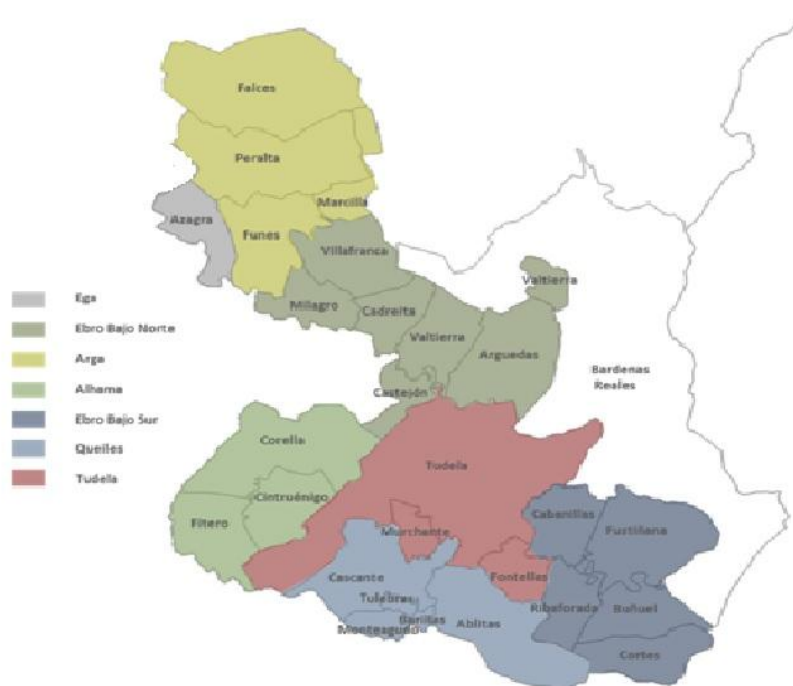 Falces
Peralta
Marcilla
Azagra
Funes
Villafranca
Valtierra
Milagro
Cadreita
Valtierra
Arguedas
Bardenas
Reales
Castejón
Corella
Tudela
Cintruénigo
Fitero
Cabanillas
Fustiñana
Murchante
Cascante
Fontellas
Tulebras
Ribaforada
Buñuel
Barillas
Monteagudo
Ablitas
Cortes
Ega
Ebro Bajo Norte
Arga
Alhama
Ebro Bajo Sur
Queiles
Tudela